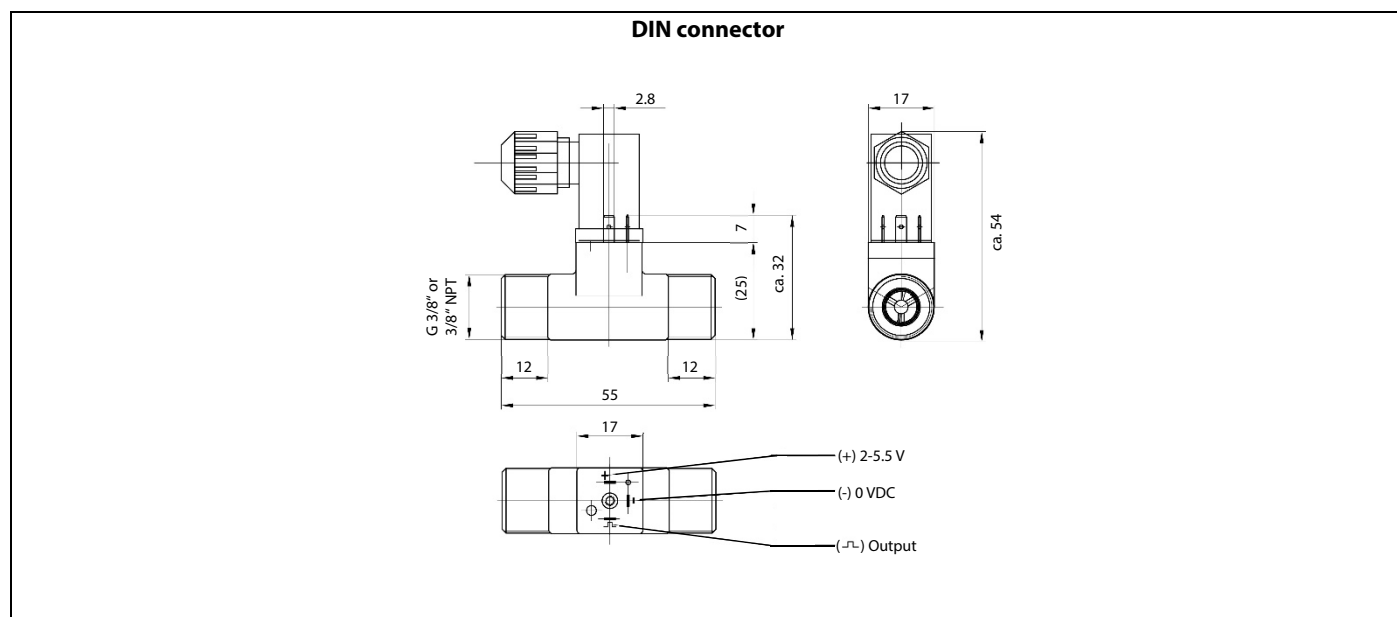 DIN connector
2.8
17
7
(25)
ca. 32
ca. 54
G 3/8“ or
3/8“ NPT
12
12
55
17
(+) 2-5.5 V
(-) 0 VDC
(⎍) Output
+
-